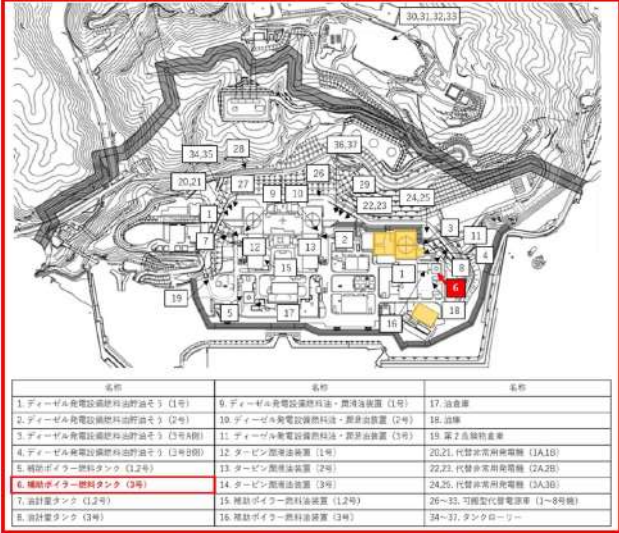 30,31,32,33
34,35
28
36,37
20,21
27
26
29
9
10
22,23
24,25
1
3
11
7
12
13
2
4
15
1
8
6
19
5
17
16
18
名称
名称
名称
1. ディーゼル発電設備燃料油貯油そう (1号)
9. ディーゼル発電設備燃料油・潤滑油装置 (1号)
17. 油倉庫
2. ディーゼル発電設備燃料油貯油そう (2号)
10. ディーゼル発電設備燃料油・潤滑油装置 (2号)
18. 油庫
3. ディーゼル発電設備燃料油貯油そう (3号A側)
11. ディーゼル発電設備燃料油・潤滑油装置 (3号)
19. 第2危険物倉庫
4. ディーゼル発電設備燃料油貯油そう (3号B側)
12. タービン潤滑油装置 (1号)
20,21. 代替非常用発電機 (1A,1B)
5. 補助ボイラー燃料タンク (1,2号)
13. タービン潤滑油装置 (2号)
22,23. 代替非常用発電機 (2A,2B)
6. 補助ボイラー燃料タンク (3号)
14. タービン潤滑油装置 (3号)
24,25. 代替非常用発電機 (3A,3B)
7. 油計量タンク (1,2号)
15. 補助ボイラー燃料油装置 (1,2号)
26～33. 可搬型代替電源車 (1～8号機)
8. 油計量タンク (3号)
16. 補助ボイラー燃料油装置 (3号)
34～37. タンクローリー